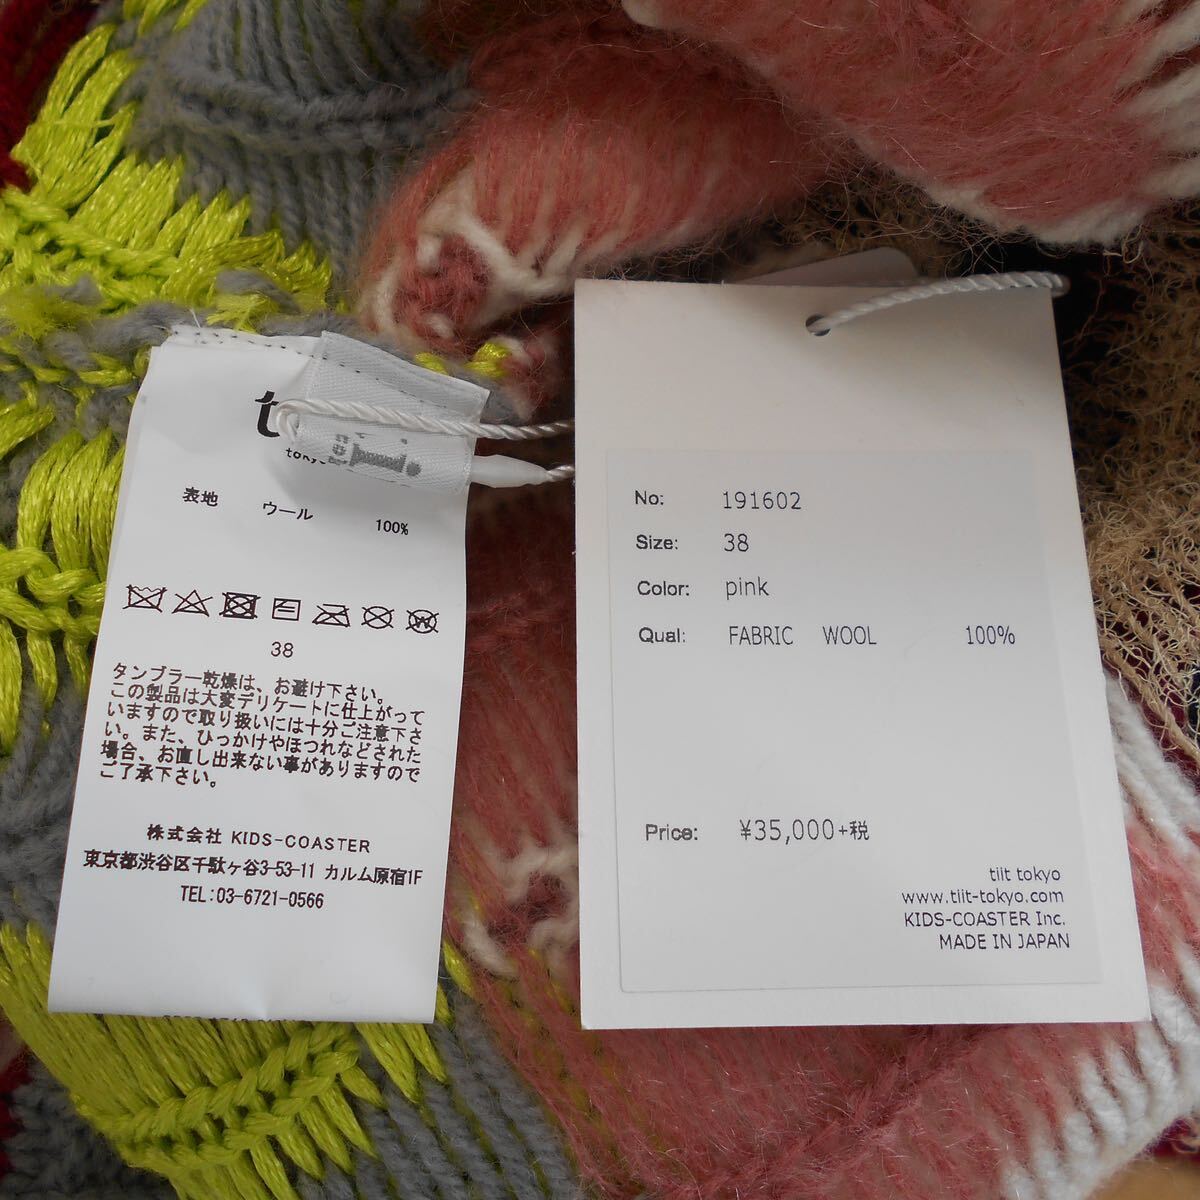 t
tokyo
表地 ウール 100%
38
タンブラー乾燥は、お避け下さい。
この製品は大変デリケートに仕上がって
いますので取り扱いには十分ご注意下さ
い。また、ひっかけやほつれなどされた
場合、お直し出来ない事がありますので
ご了承下さい。
株式会社 KIDS-COASTER
東京都渋谷区千駄ヶ谷3-53-11 カルム原宿1F
TEL:03-6721-0566
No: 191602
Size: 38
Color: pink
Qual: FABRIC WOOL 100%
Price: ¥35,000+税
tiit tokyo
www.tiit-tokyo.com
KIDS-COASTER Inc.
MADE IN JAPAN